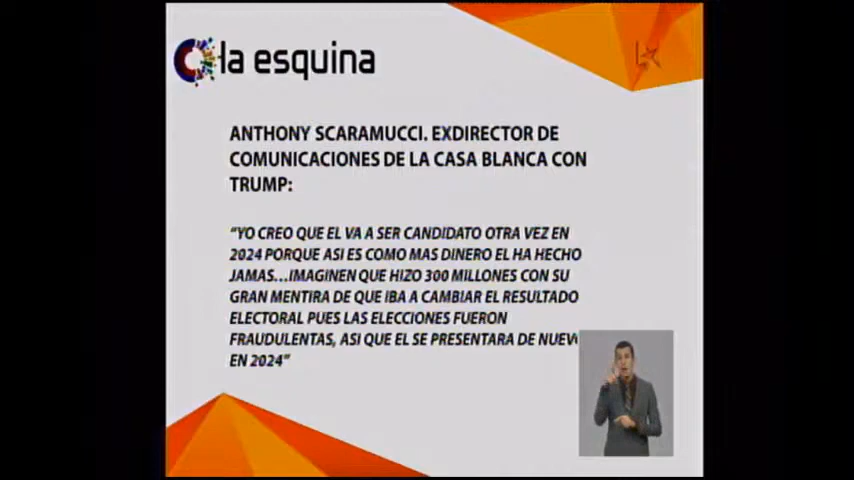 la esquina
ANTHONY SCARAMUCCI. EXDIRECTOR DE
COMUNICACIONES DE LA CASA BLANCA CON
TRUMP:
"YO CREO QUE EL VA A SER CANDIDATO OTRA VEZ EN
2024 PORQUE ASI ES COMO MAS DINERO EL HA HECHO
JAMAS...IMAGINEN QUE HIZO 300 MILLONES CON SU
GRAN MENTIRA DE QUE IBA A CAMBIAR EL RESULTADO
ELECTORAL PUES LAS ELECCIONES FUERON
FRAUDULENTAS, ASI QUE EL SE PRESENTARA DE NUEV
EN 2024"